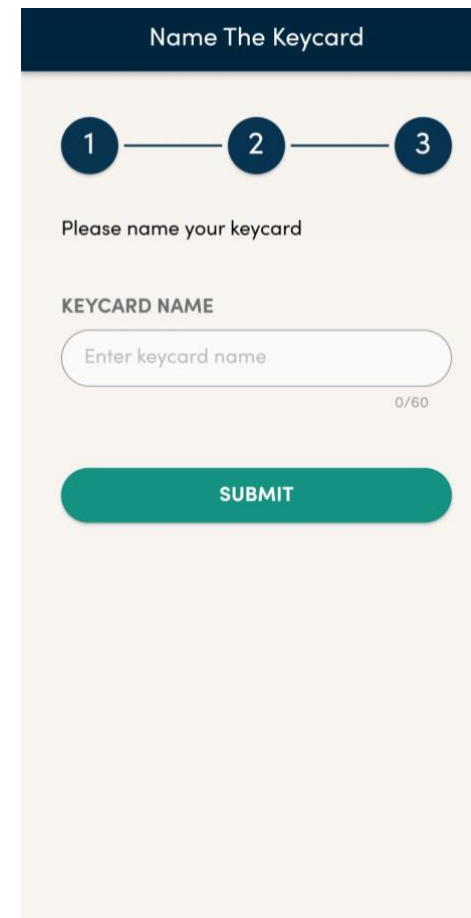 Name The Keycard
1 2 3
Please name your keycard
KEYCARD NAME
Enter keycard name
0/60
SUBMIT